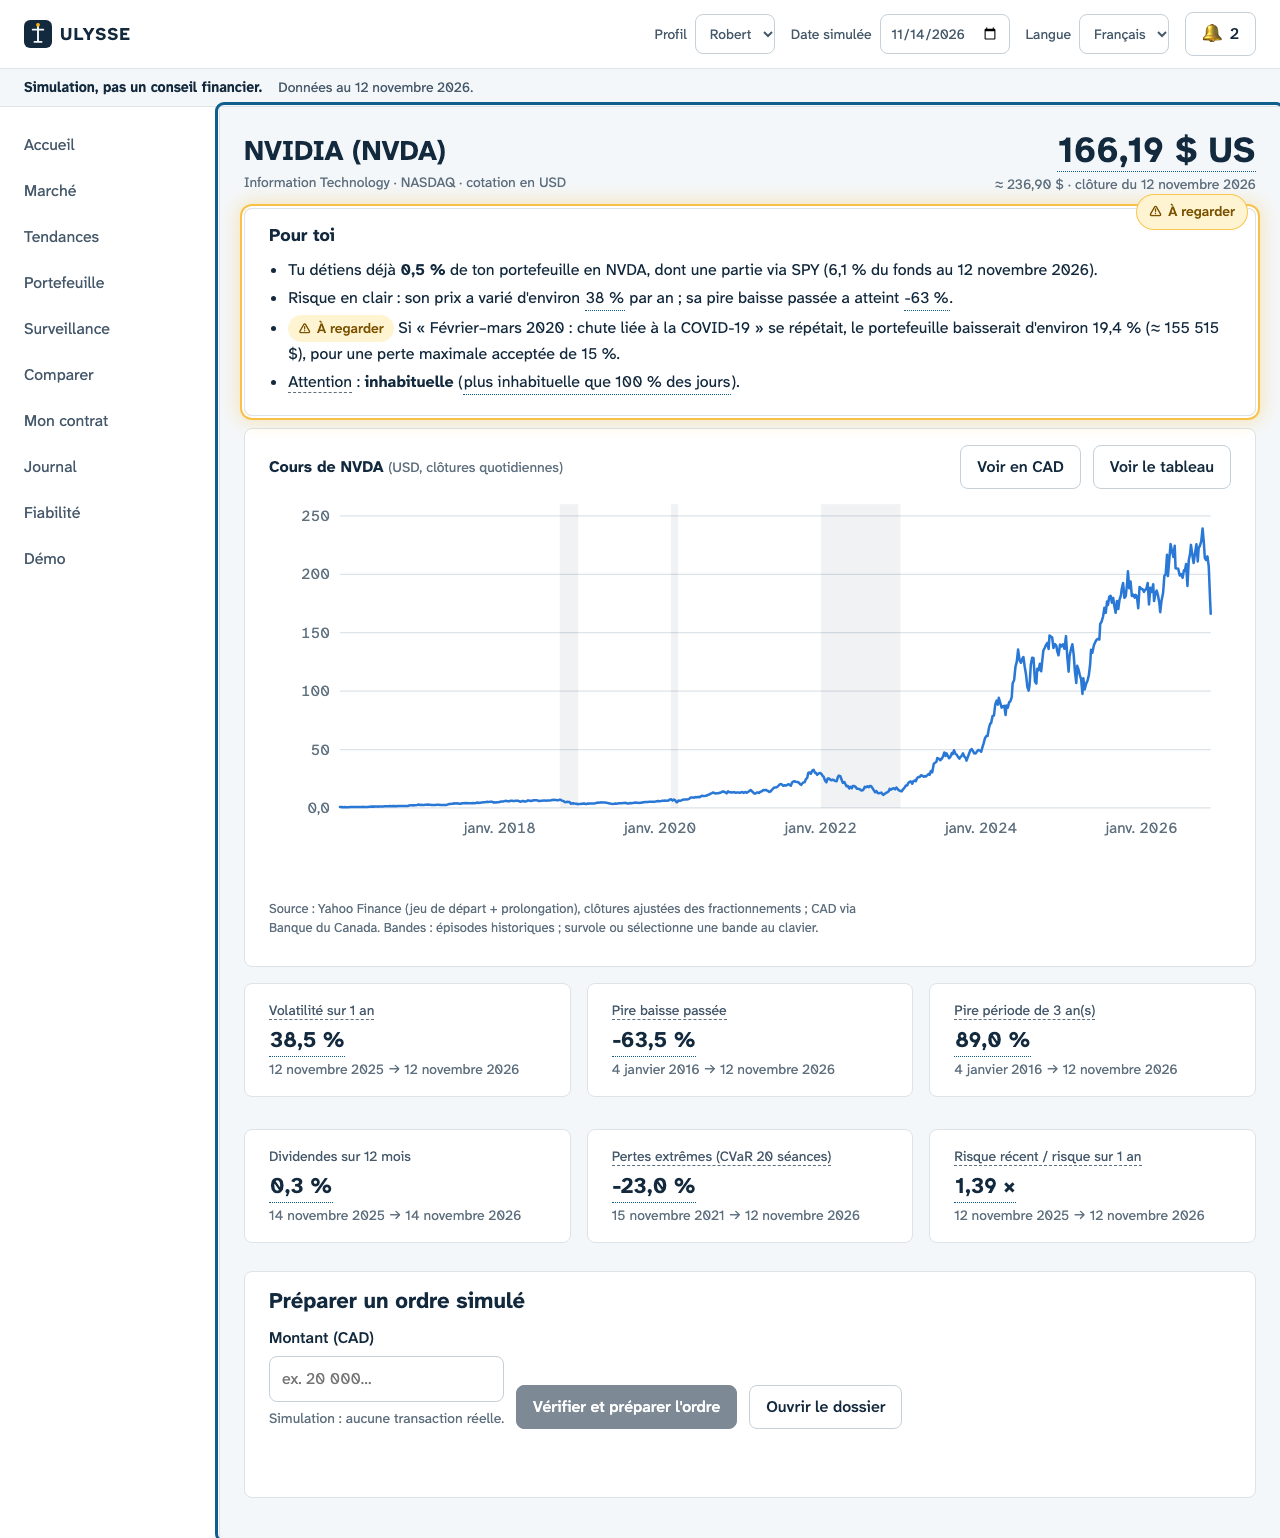 ULYSSE
Profil Robert Date simulée 11/14/2026 Langue Français 2
Simulation, pas un conseil financier. Données au 12 novembre 2026.
Accueil
Marché
Tendances
Portefeuille
Surveillance
Comparer
Mon contrat
Journal
Fiabilité
Démo
NVIDIA (NVDA)
166,19 $ US
Information Technology · NASDAQ · cotation en USD
≈ 236,90 $ · clôture du 12 novembre 2026
⚠ À regarder
Pour toi
• Tu détiens déjà 0,5 % de ton portefeuille en NVDA, dont une partie via SPY (6,1 % du fonds au 12 novembre 2026).
• Risque en clair : son prix a varié d'environ 38 % par an ; sa pire baisse passée a atteint -63 %.
• ⚠ À regarder Si « Février–mars 2020 : chute liée à la COVID-19 » se répétait, le portefeuille baisserait d'environ 19,4 % (≈ 155 515
$), pour une perte maximale acceptée de 15 %.
• Attention : inhabituelle (plus inhabituelle que 100 % des jours).
Cours de NVDA (USD, clôtures quotidiennes)
Voir en CAD Voir le tableau
250
200
150
100
50
0,0
janv. 2018 janv. 2020 janv. 2022 janv. 2024 janv. 2026
Source : Yahoo Finance (jeu de départ + prolongation), clôtures ajustées des fractionnements ; CAD via
Banque du Canada. Bandes : épisodes historiques ; survole ou sélectionne une bande au clavier.
Volatilité sur 1 an
38,5 %
12 novembre 2025 → 12 novembre 2026
Pire baisse passée
-63,5 %
4 janvier 2016 → 12 novembre 2026
Pire période de 3 an(s)
89,0 %
4 janvier 2016 → 12 novembre 2026
Dividendes sur 12 mois
0,3 %
14 novembre 2025 → 14 novembre 2026
Pertes extrêmes (CVaR 20 séances)
-23,0 %
15 novembre 2021 → 12 novembre 2026
Risque récent / risque sur 1 an
1,39 ×
12 novembre 2025 → 12 novembre 2026
Préparer un ordre simulé
Montant (CAD)
ex. 20 000…
Simulation : aucune transaction réelle.
Vérifier et préparer l'ordre
Ouvrir le dossier